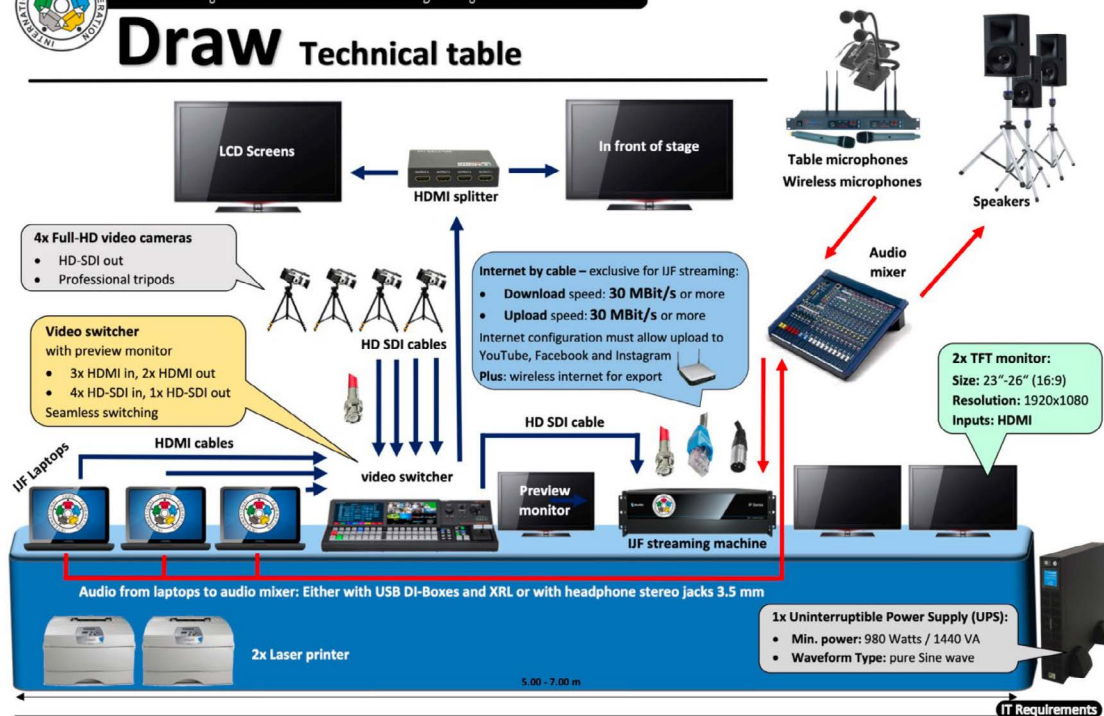 Draw Technical table
LCD Screens
In front of stage
HDMI splitter
Table microphones
Wireless microphones
Speakers
4x Full-HD video cameras
• HD-SDI out
• Professional tripods
Internet by cable – exclusive for IJF streaming:
• Download speed: 30 MBit/s or more
• Upload speed: 30 MBit/s or more
Internet configuration must allow upload to
YouTube, Facebook and Instagram
Plus: wireless internet for export
Audio
mixer
Video switcher
with preview monitor
• 3x HDMI in, 2x HDMI out
• 4x HD-SDI in, 1x HD-SDI out
Seamless switching
HD SDI cables
2x TFT monitor:
Size: 23“-26“ (16:9)
Resolution: 1920x1080
Inputs: HDMI
HDMI cables
HD SDI cable
IJF Laptops
video switcher
Preview
monitor
IJF streaming machine
Audio from laptops to audio mixer: Either with USB DI-Boxes and XRL or with headphone stereo jacks 3.5 mm
1x Uninterruptible Power Supply (UPS):
• Min. power: 980 Watts / 1440 VA
• Waveform Type: pure Sine wave
2x Laser printer
5.00 - 7.00 m
IT Requirements